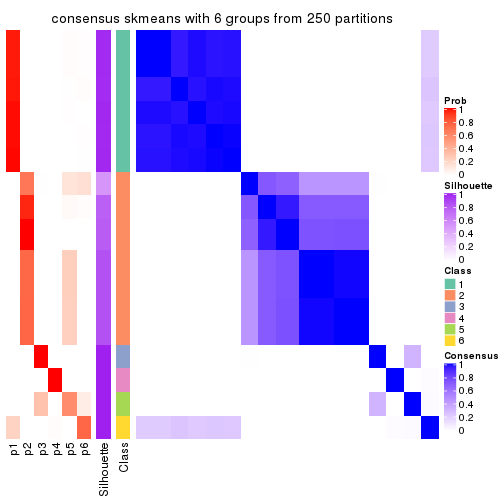 consensus skmeans with 6 groups from 250 partitions
Prob
1
0.8
0.6
0.4
0.2
0
Silhouette
1
0.8
0.6
0.4
0.2
0
Class
1
2
3
4
5
6
Consensus
1
0.8
0.6
0.4
0.2
0
p1
p2
p3
p4
p5
p6
Silhouette
Class